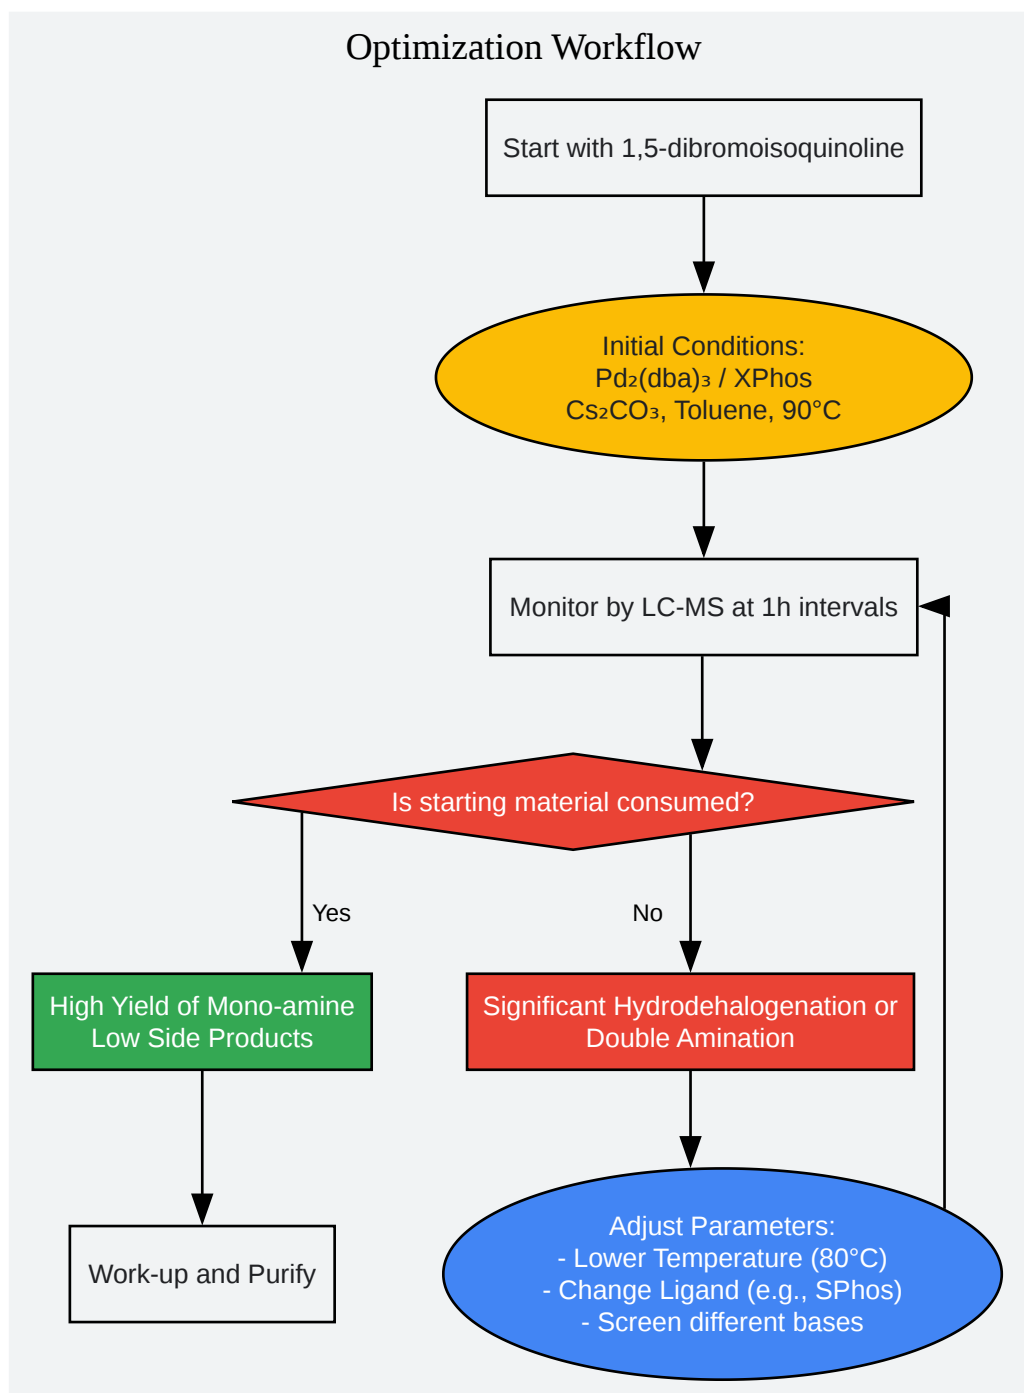 Optimization Workflow
Start with 1,5-dibromoisoquinoline
Initial Conditions:
Pd₂(dba)₃ / XPhos
Cs₂CO₃, Toluene, 90°C
Monitor by LC-MS at 1h intervals
Is starting material consumed?
Yes
No
High Yield of Mono-amine
Low Side Products
Significant Hydrodehalogenation or
Double Amination
Work-up and Purify
Adjust Parameters:
- Lower Temperature (80°C)
- Change Ligand (e.g., SPhos)
- Screen different bases